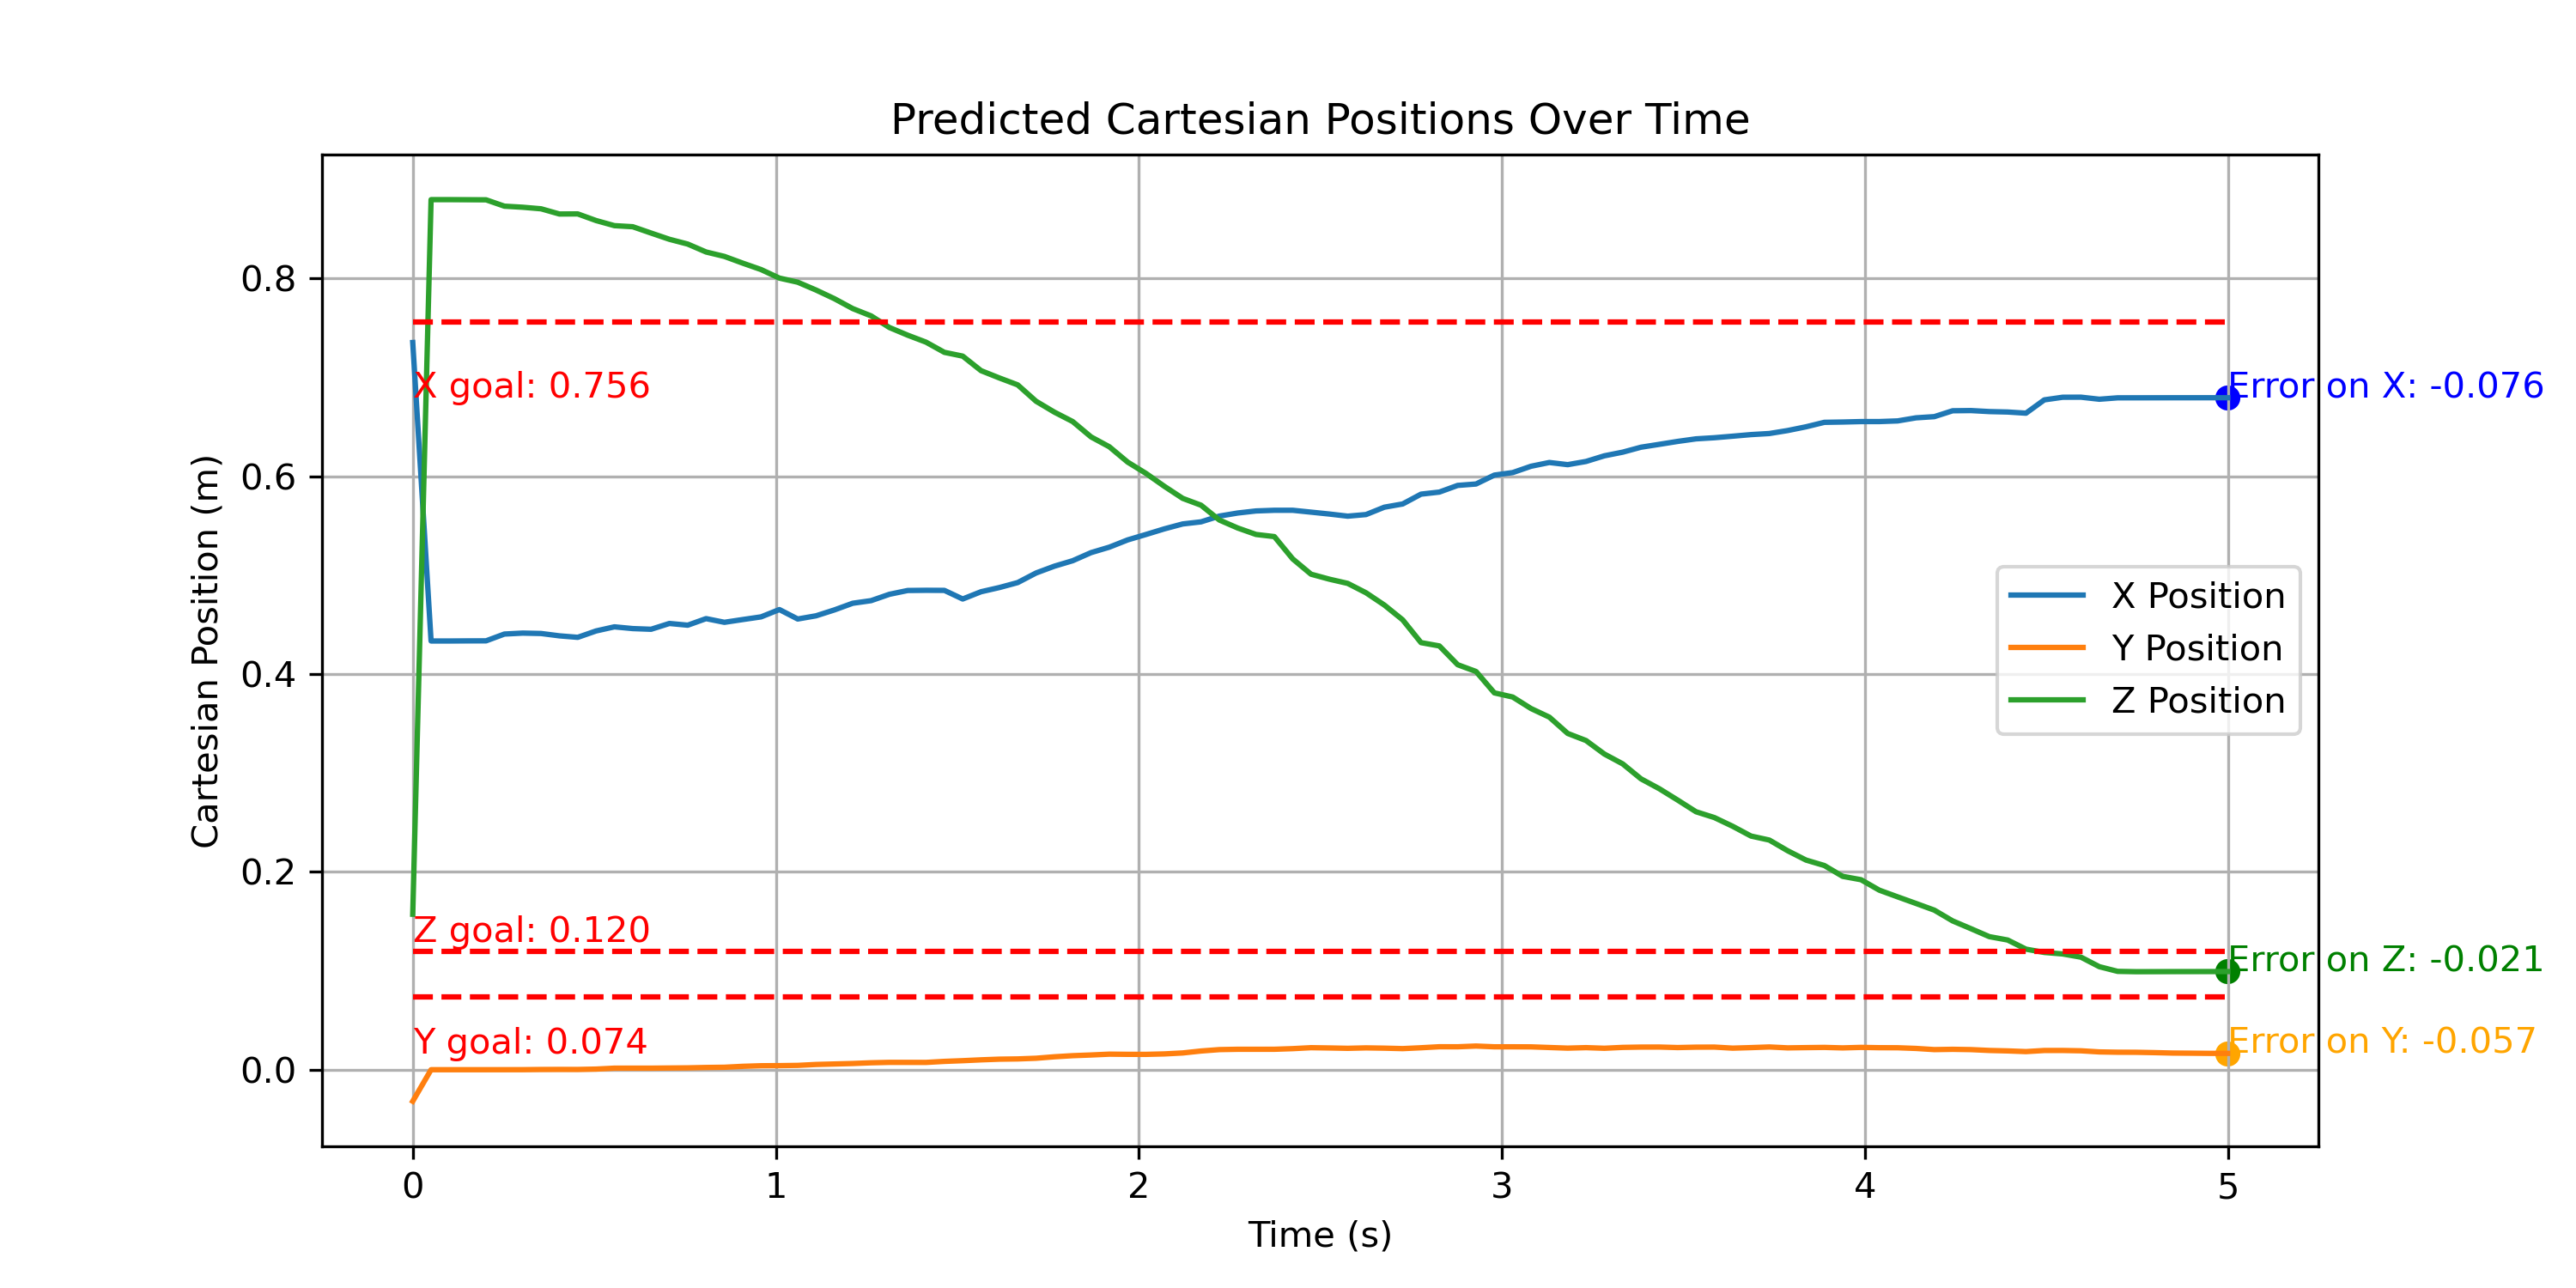 Predicted Cartesian Positions Over Time
Cartesian Position (m)
0.8
0.6
0.4
0.2
0.0
X goal: 0.756
Error on X: -0.076
X Position
Y Position
Z Position
Z goal: 0.120
Error on Z: -0.021
Y goal: 0.074
Error on Y: -0.057
0 1 2 3 4 5
Time (s)